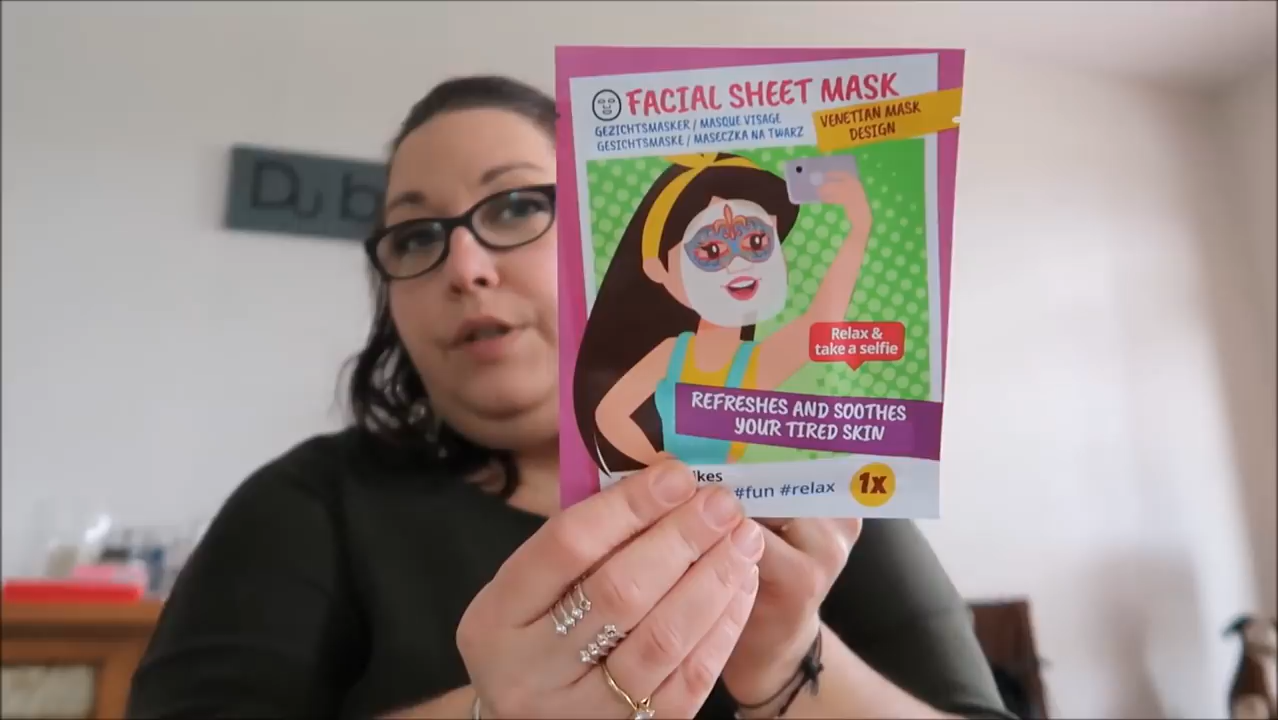 Du b
FACIAL SHEET MASK
GEZICHTSMASKER / MASQUE VISAGE
GESICHTSMASKE / MASECZKA NA TWARZ
VENETIAN MASK
DESIGN
Relax &
take a selfie
REFRESHES AND SOOTHES
YOUR TIRED SKIN
#fun #relax
1x